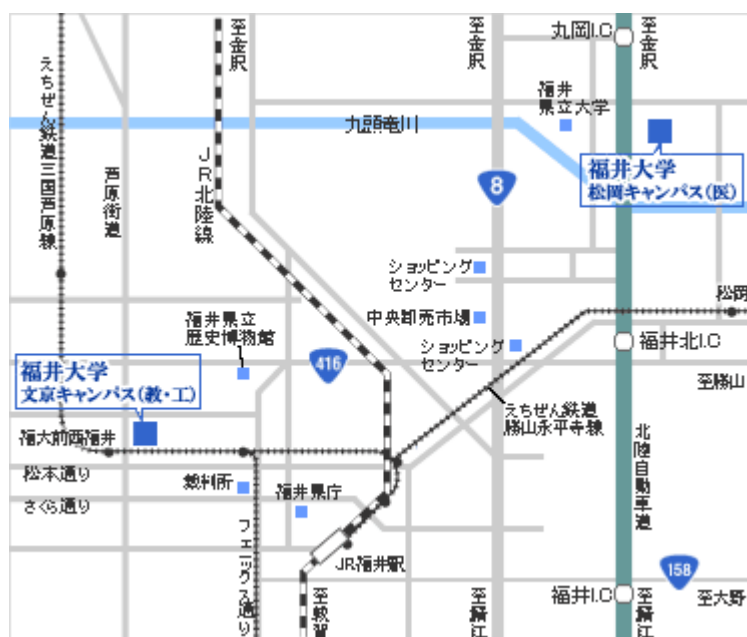 至金沢
至金沢
至金沢
丸岡I.C
えちぜん鉄道三国芦原線
芦原街道
JR北陸線
九頭竜川
福井
県立大学
福井大学
松岡キャンパス(医)
8
ショッピング
センター
中央卸売市場
ショッピング
センター
松岡
福井北I.C
至勝山
福井県立
歴史博物館
416
福井大学
文京キャンパス(教・工)
えちぜん鉄道
勝山永平寺線
福大前西福井
松本通り
さくら通り
裁判所
福井県庁
フェニックス通り
JR福井駅
北陸自動車道
158
福井I.C
至敦賀
至鯖江
至鯖江
至大野